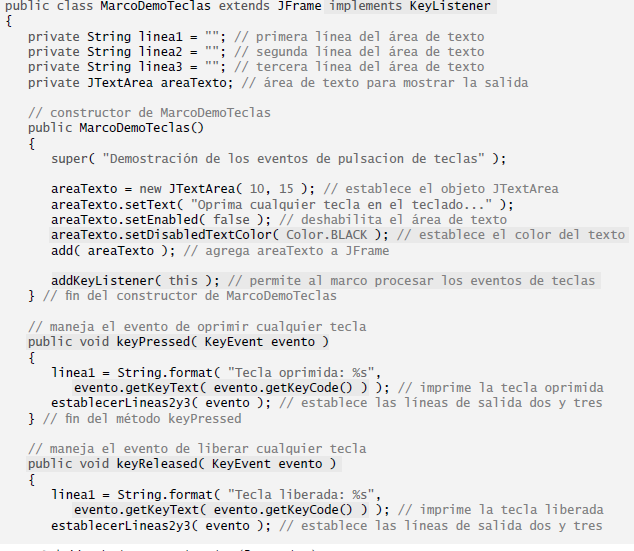 public class MarcoDemoTeclas extends JFrame implements KeyListener
{
private String linea1 = ""; // primera línea del área de texto
private String linea2 = ""; // segunda línea del área de texto
private String linea3 = ""; // tercera línea del área de texto
private JTextArea areaTexto; // área de texto para mostrar la salida
// constructor de MarcoDemoTeclas
public MarcoDemoTeclas()
{
super( "Demostración de los eventos de pulsacion de teclas" );
areaTexto = new JTextArea( 10, 15 ); // establece el objeto JTextArea
areaTexto.setText( "Oprima cualquier tecla en el teclado..." );
areaTexto.setEnabled( false ); // deshabilita el área de texto
areaTexto.setDisabledTextColor( Color.BLACK ); // establece el color del texto
add( areaTexto ); // agrega areaTexto a JFrame
addKeyListener( this ); // permite al marco procesar los eventos de teclas
} // fin del constructor de MarcoDemoTeclas
// maneja el evento de oprimir cualquier tecla
public void keyPressed( KeyEvent evento )
{
linea1 = String.format( "Tecla oprimida: %s",
evento.getKeyText( evento.getKeyCode() ) ); // imprime la tecla oprimida
establecerLineas2y3( evento ); // establece las líneas de salida dos y tres
} // fin del método keyPressed
// maneja el evento de liberar cualquier tecla
public void keyReleased( KeyEvent evento )
{
linea1 = String.format( "Tecla liberada: %s",
evento.getKeyText( evento.getKeyCode() ) ); // imprime la tecla liberada
establecerLineas2y3( evento ); // establece las líneas de salida dos y tres